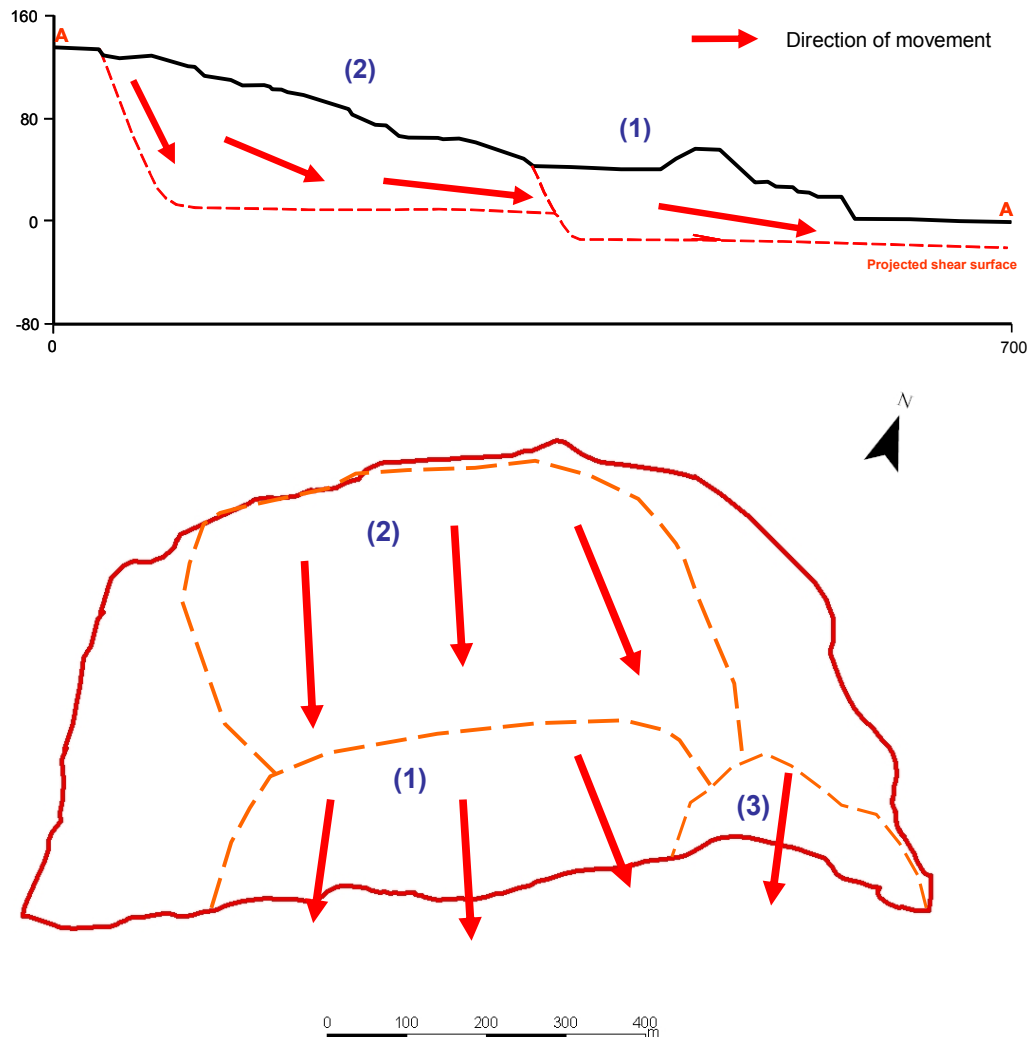 160
A
Direction of movement
(2)
80
(1)
A
0
Projected shear surface
-80
0
700
N
(2)
(1)
(3)
0 100 200 300 400
m